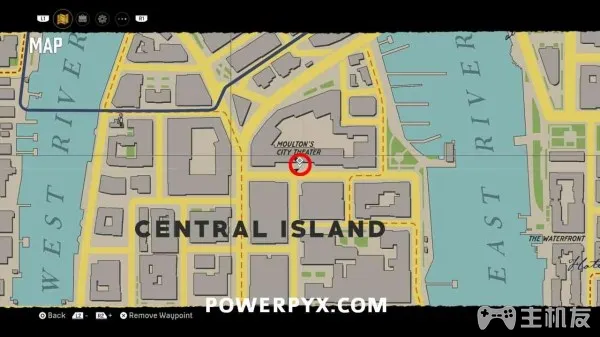 L1 R1
MAP
WEST RIVER
MOULTON'S
CITY THEATER
CENTRAL ISLAND
EAST RIVER
THE WATERFRONT
POWERPYX.COM
Back L2 - R2 + Remove Waypoint
主机友